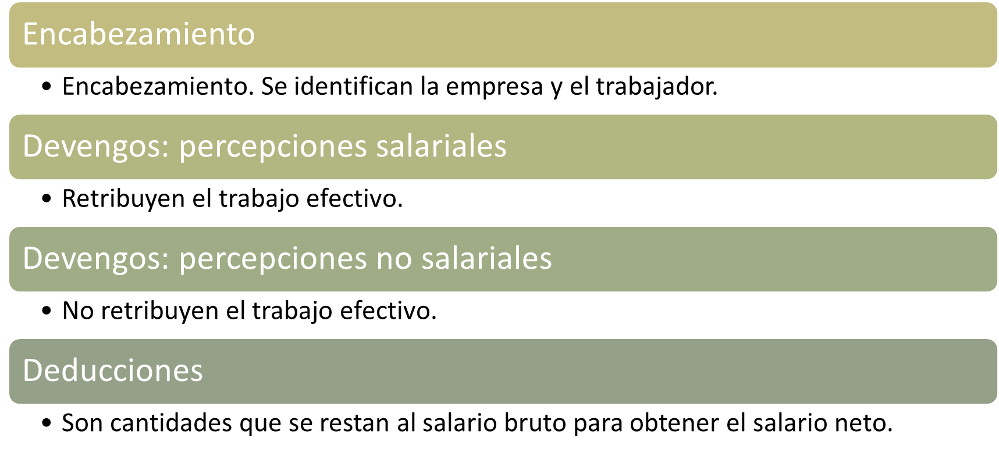 Encabezamiento
• Encabezamiento. Se identifican la empresa y el trabajador.
Devengos: percepciones salariales
• Retribuyen el trabajo efectivo.
Devengos: percepciones no salariales
• No retribuyen el trabajo efectivo.
Deducciones
• Son cantidades que se restan al salario bruto para obtener el salario neto.